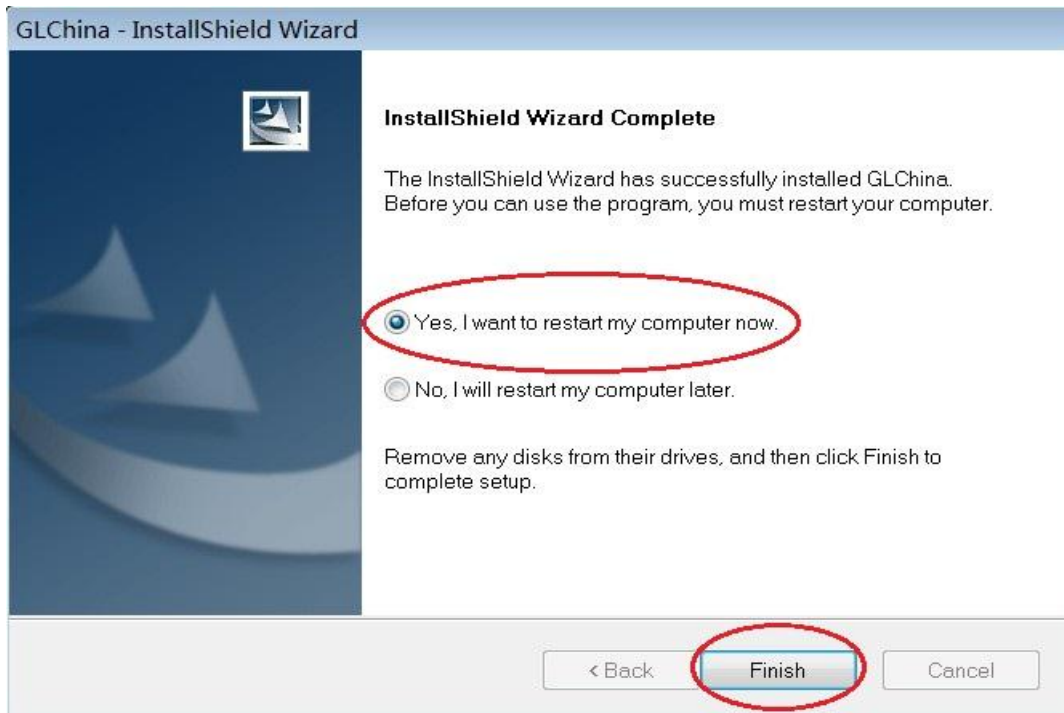 GLChina - InstallShield Wizard
InstallShield Wizard Complete
The InstallShield Wizard has successfully installed GLChina.
Before you can use the program, you must restart your computer.
Yes, I want to restart my computer now.
No, I will restart my computer later.
Remove any disks from their drives, and then click Finish to
complete setup.
< Back
Finish
Cancel